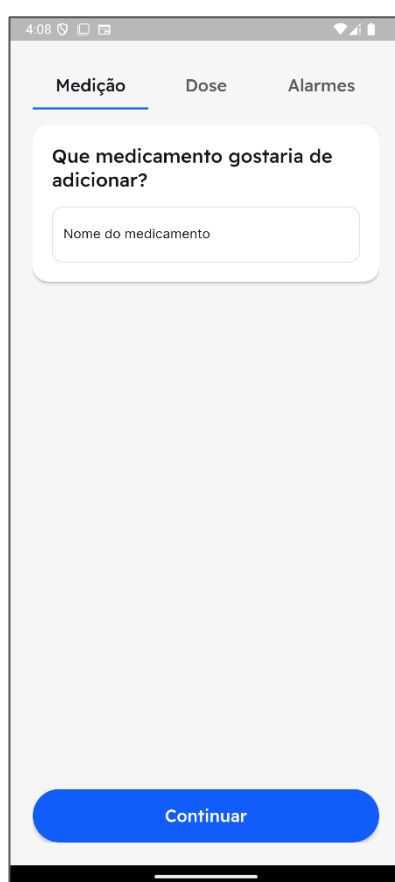 4:08
Medição Dose Alarmes
Que medicamento gostaria de
adicionar?
Nome do medicamento
Continuar